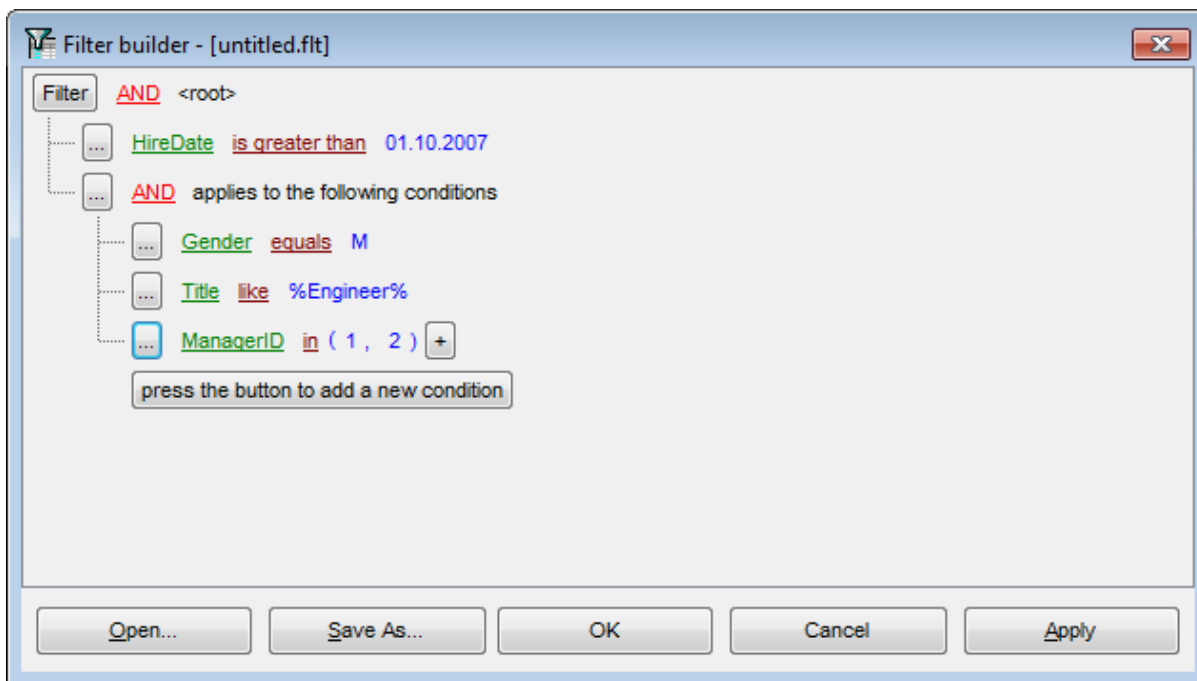 Filter builder - [untitled.flt]
Filter AND <root>
... HireDate is greater than 01.10.2007
... AND applies to the following conditions
... Gender equals M
... Title like %Engineer%
... ManagerID in ( 1 , 2 ) +
press the button to add a new condition
Open... Save As... OK Cancel Apply